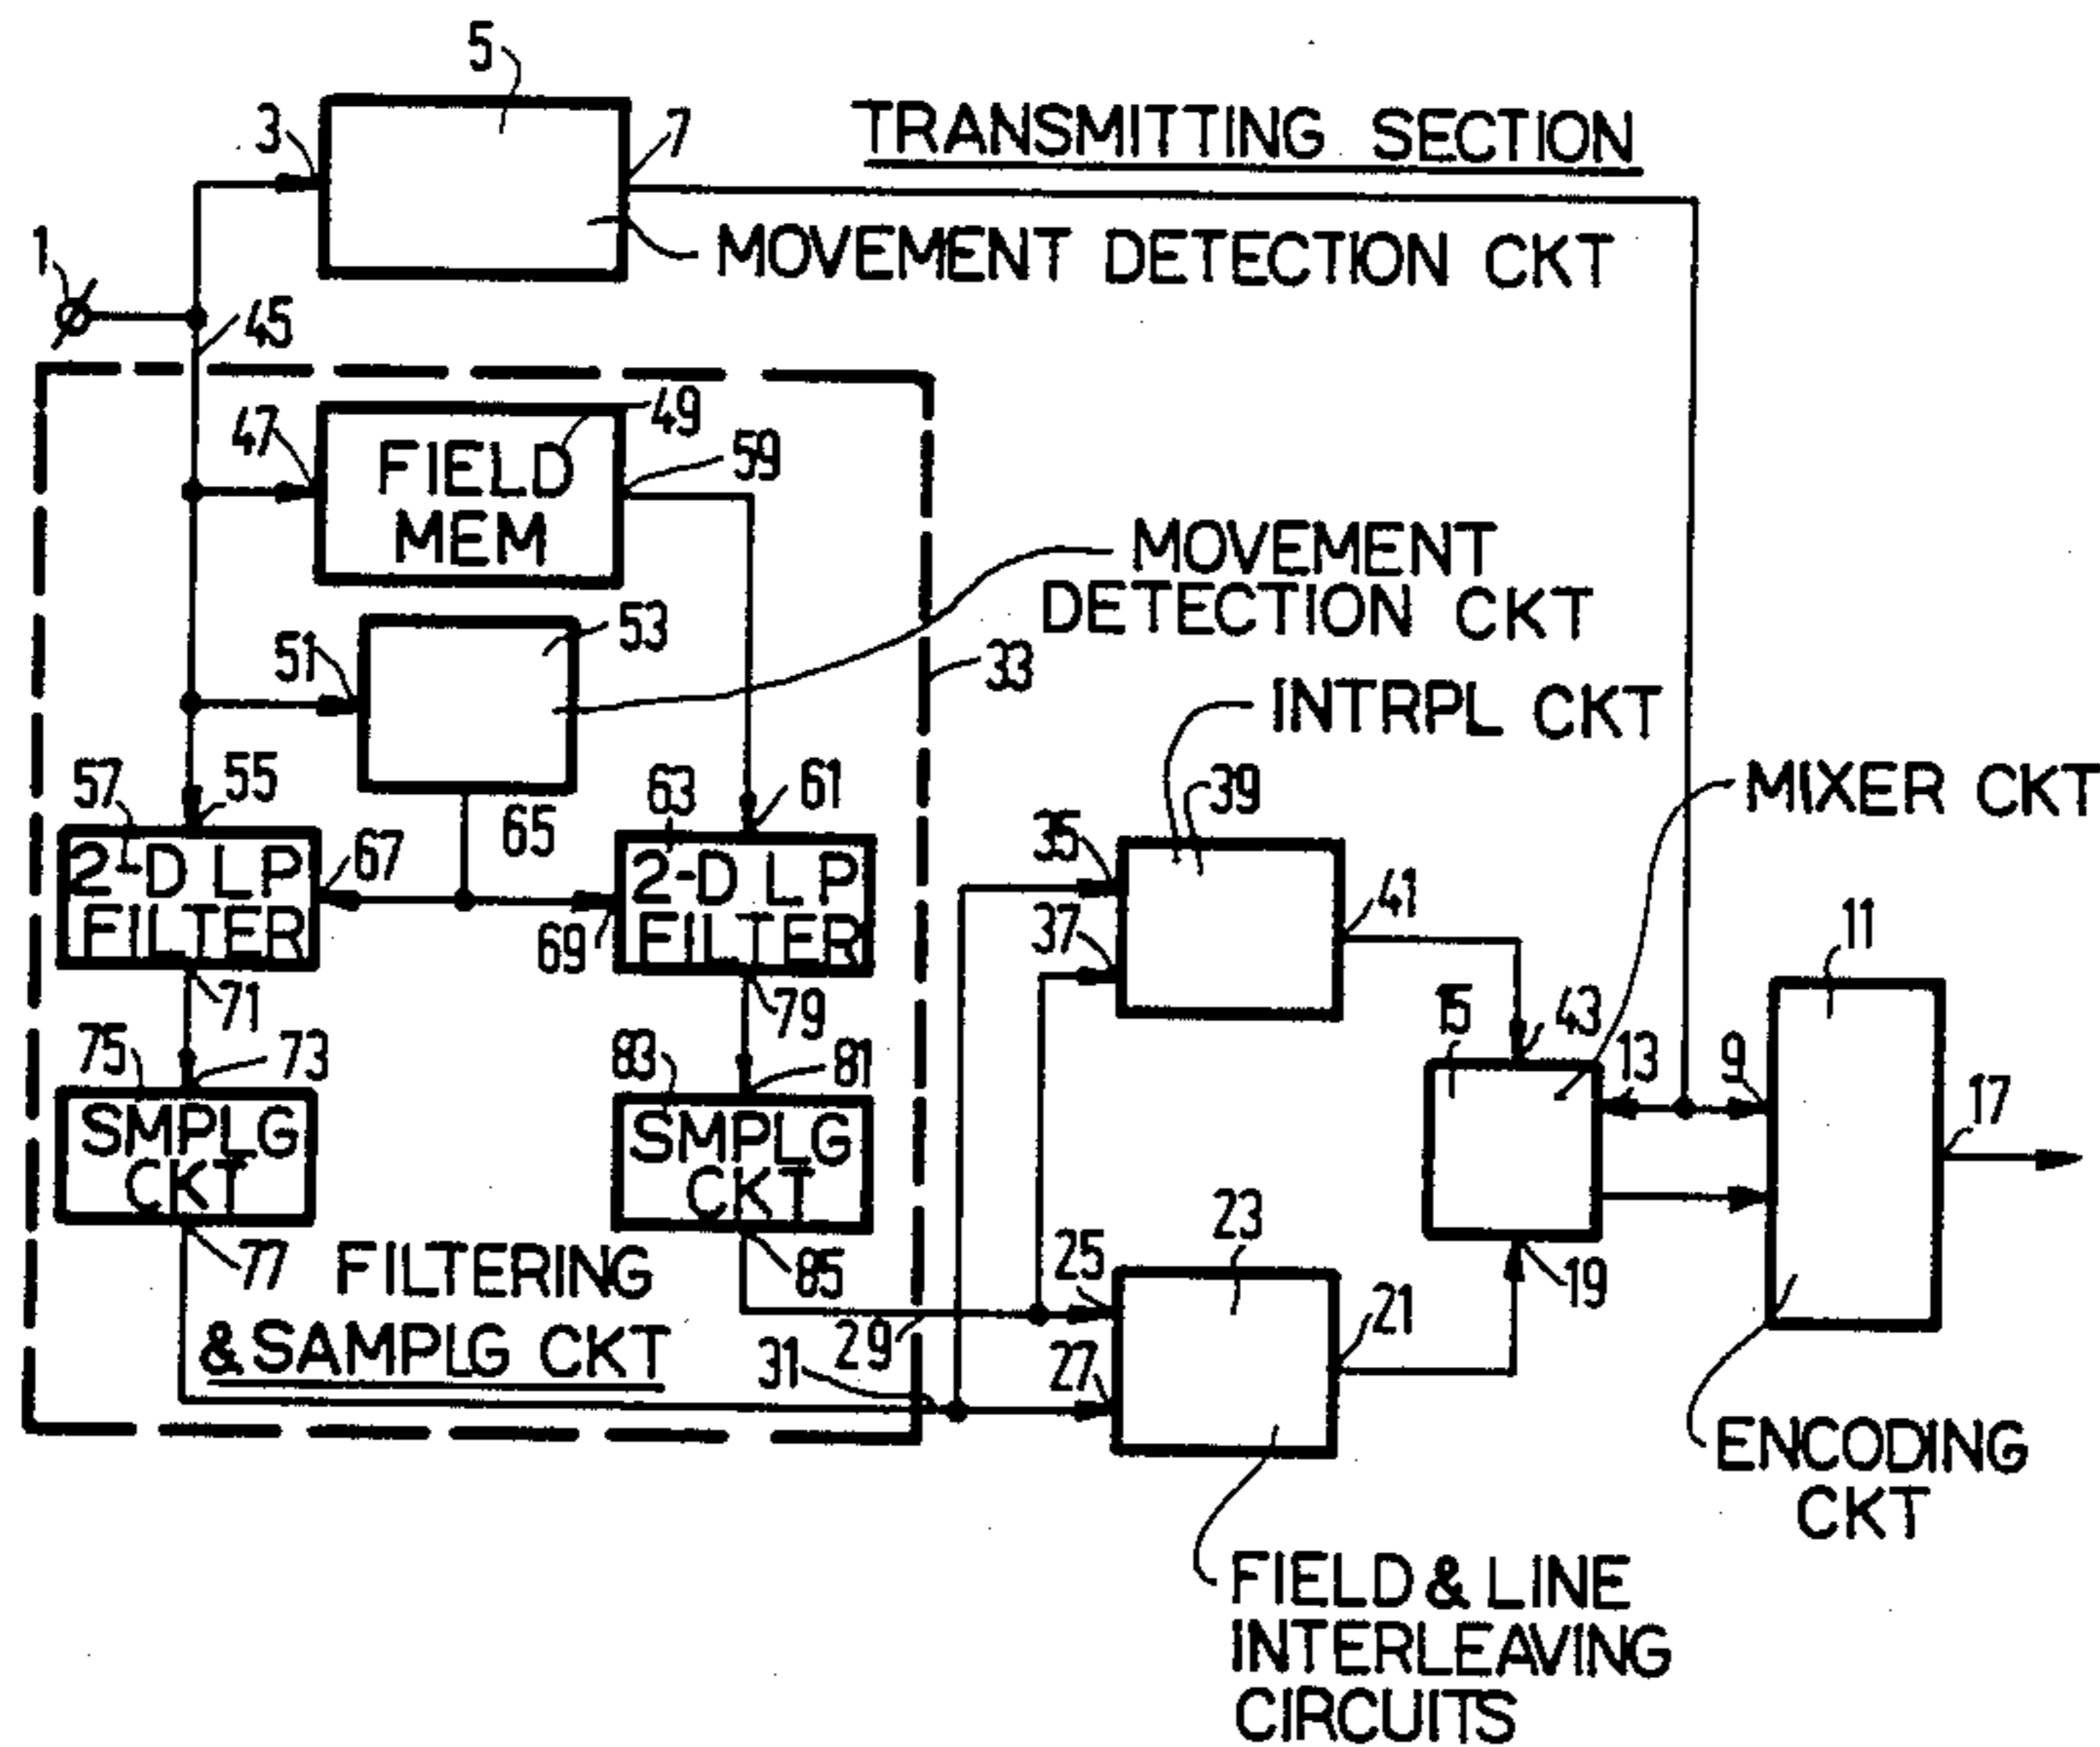 5
3
7
TRANSMITTING SECTION
MOVEMENT DETECTION CKT
1
45
47
49
FIELD
MEM
59
MOVEMENT
DETECTION CKT
51
53
33
INTRPL CKT
57
55
65
63
61
35
39
MIXER CKT
2-D LP
FILTER
67
69
2-D LP
FILTER
37
41
11
71
79
75
73
83
81
15
43
13
9
17
SMPLG
CKT
SMPLG
CKT
77
85
25
23
19
21
FILTERING
& SAMPLG CKT
31
29
27
ENCODING
CKT
FIELD & LINE
INTERLEAVING
CIRCUITS